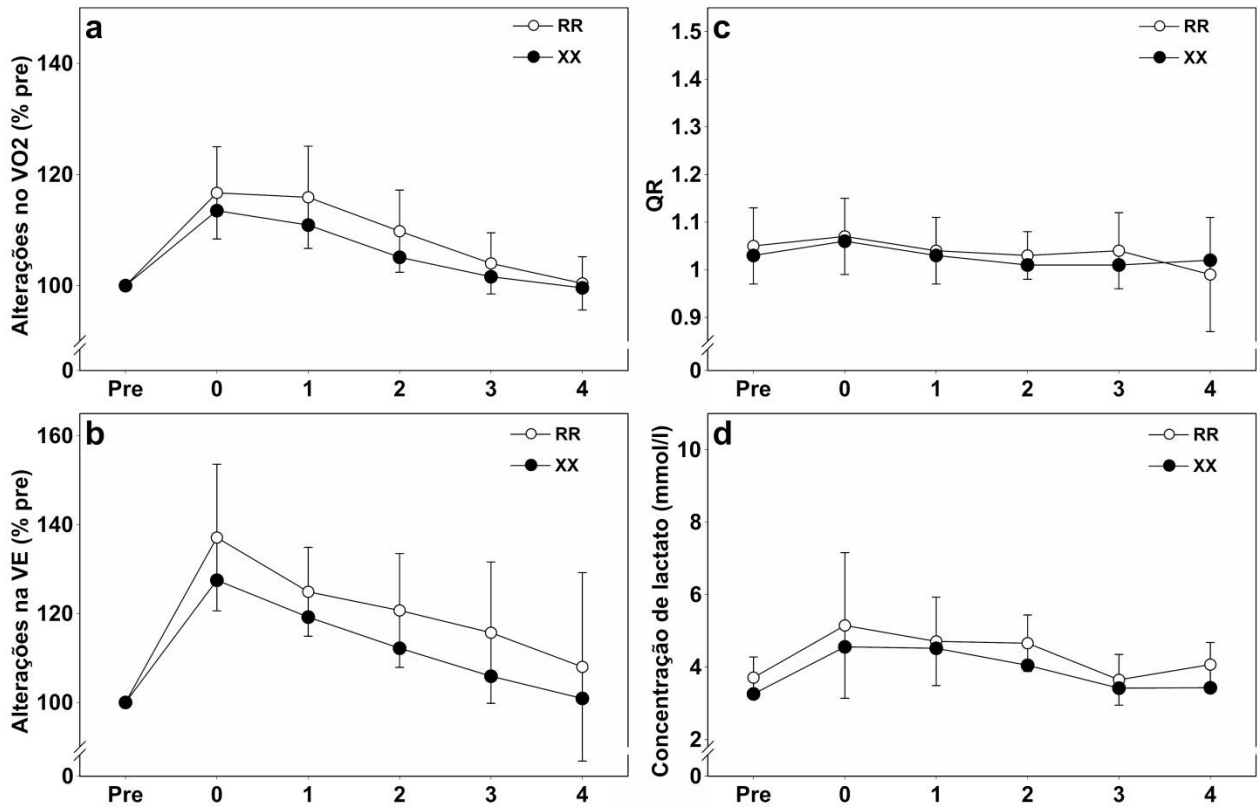 a
RR
XX
Alterações no VO2 (% pre)
140
120
100
0
Pre 0 1 2 3 4
c
RR
XX
QR
1.5
1.4
1.3
1.2
1.1
1
0.9
0
Pre 0 1 2 3 4
b
RR
XX
Alterações na VE (% pre)
160
140
120
100
0
Pre 0 1 2 3 4
d
RR
XX
Concentração de lactato (mmol/l)
10
8
6
4
2
0
Pre 0 1 2 3 4